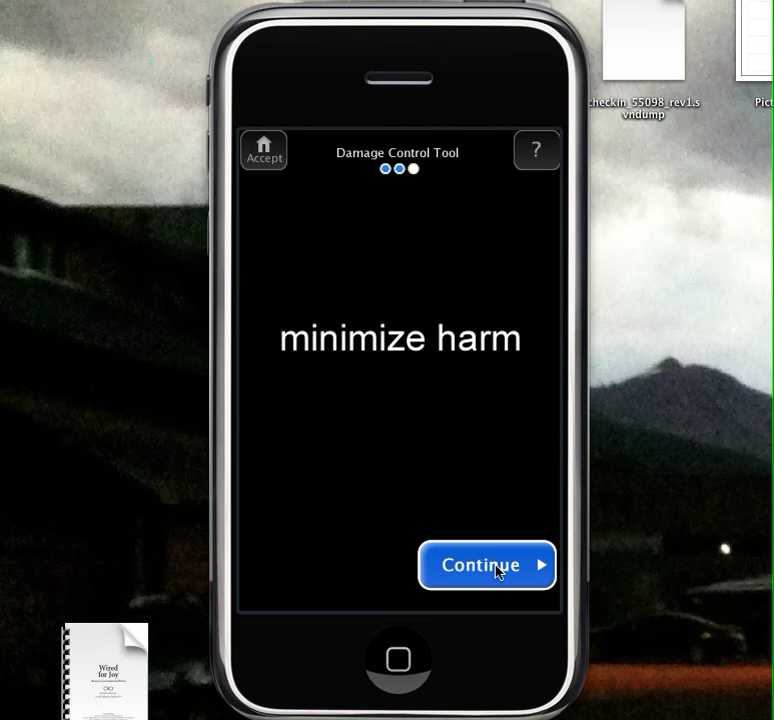 checkin_55098_rev1.s
vndump
Pict
Accept
Damage Control Tool
?
minimize harm
Continue
Wired
for Joy